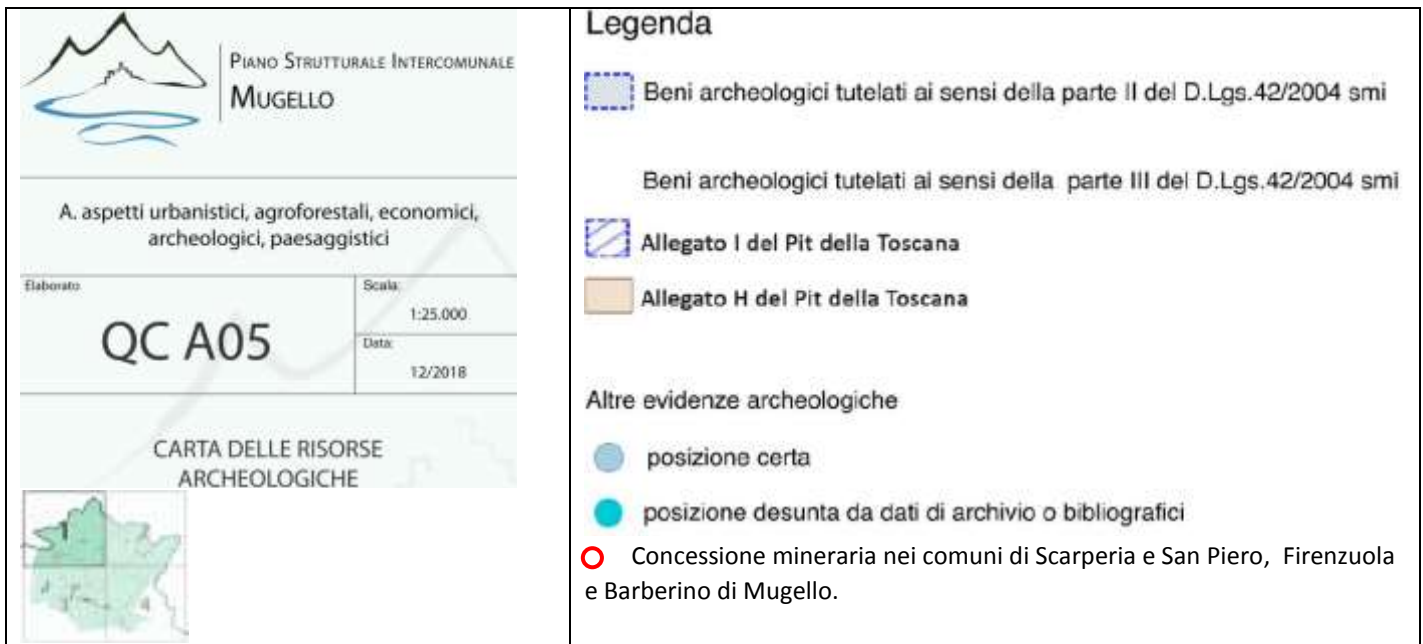 PIANO STRUTTURALE INTERCOMUNALE
MUGELLO
A. aspetti urbanistici, agroforestali, economici,
archeologici, paesaggistici
Elaborato
QC A05
Scala:
1:25.000
Data:
12/2018
CARTA DELLE RISORSE
ARCHEOLOGICHE
4
Legenda
Beni archeologici tutelati ai sensi della parte II del D.Lgs.42/2004 smi
Beni archeologici tutelati ai sensi della parte III del D.Lgs.42/2004 smi
Allegato I del Pit della Toscana
Allegato H del Pit della Toscana
Altre evidenze archeologiche
posizione certa
posizione desunta da dati di archivio o bibliografici
Concessione mineraria nei comuni di Scarperia e San Piero, Firenzuola
e Barberino di Mugello.